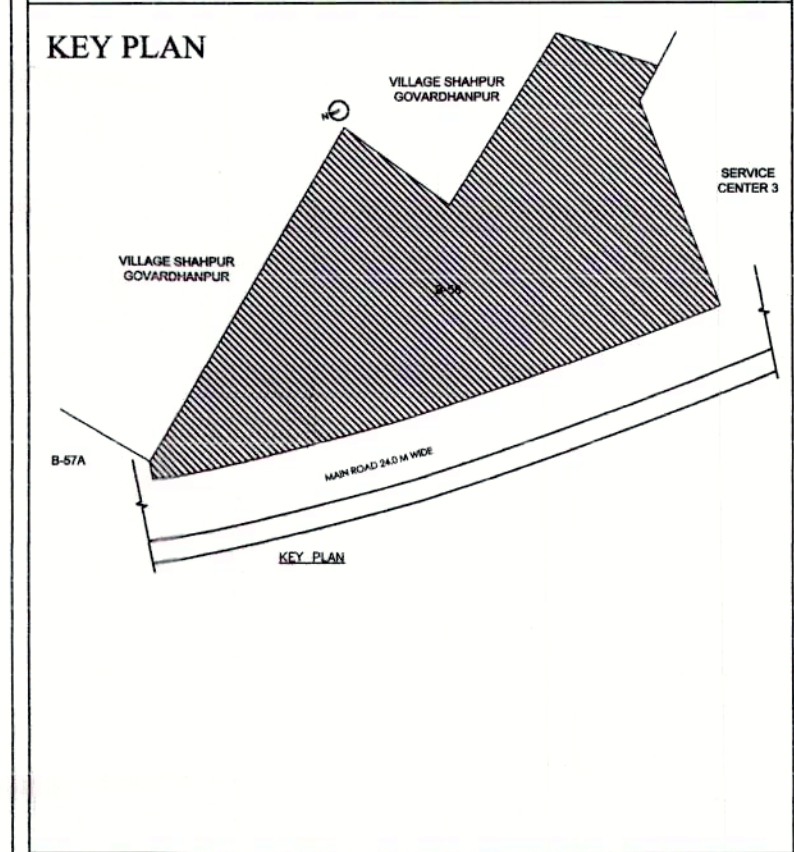 KEY PLAN
VILLAGE SHAHPUR
GOVARDHANPUR
N
SERVICE
CENTER 3
VILLAGE SHAHPUR
GOVARDHANPUR
B-57A
MAIN ROAD 24.0 M WIDE
KEY PLAN